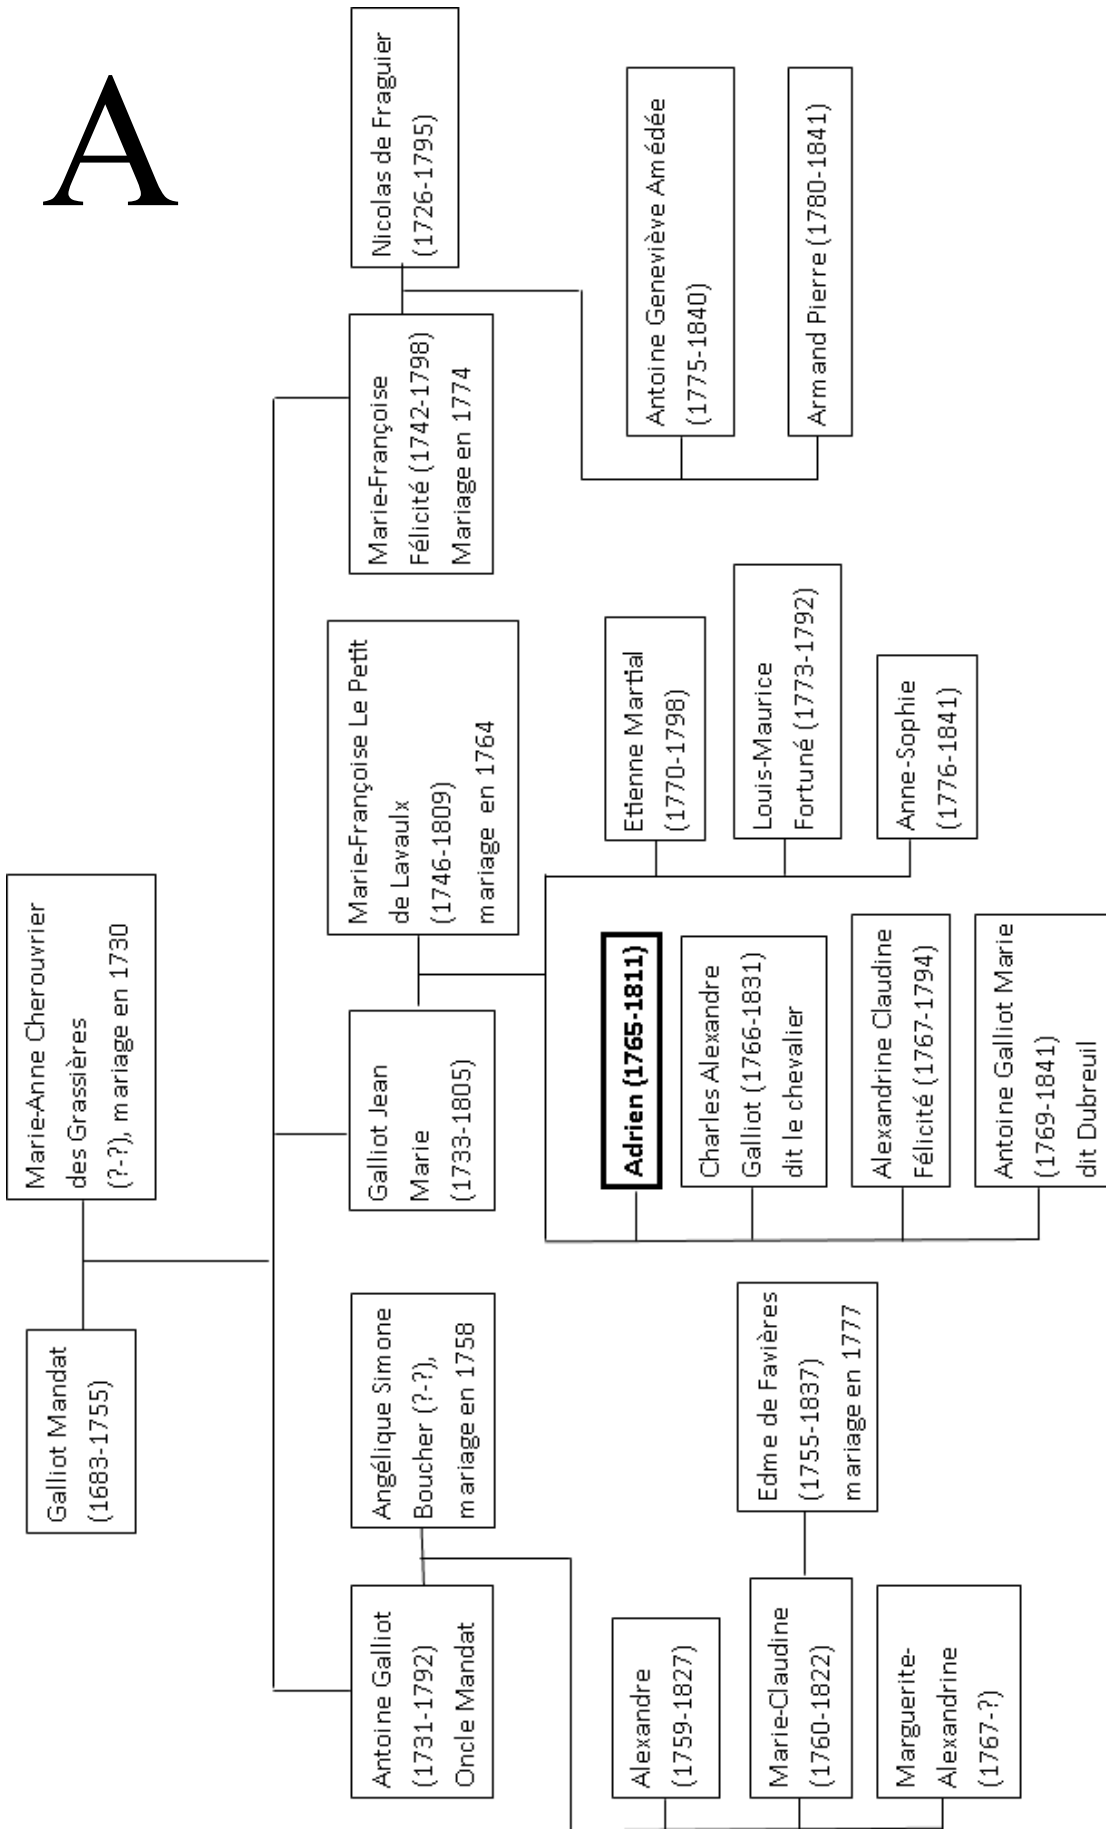 A
Galliot Mandat
(1683-1755)
Marie-Anne Cherouvrier
des Grassières
(?-?), mariage en 1730
Antoine Galliot
(1731-1792)
Oncle Mandat
Angélique Simone
Boucher (?-?),
mariage en 1758
Galliot Jean
Marie
(1733-1805)
Marie-Françoise Le Petit
de Lavaulx
(1746-1809)
mariage en 1764
Marie-Françoise
Félicité (1742-1798)
Mariage en 1774
Nicolas de Fraguier
(1726-1795)
Alexandre
(1759-1827)
Marie-Claudine
(1760-1822)
Edme de Favières
(1755-1837)
mariage en 1777
Marguerite-
Alexandrine
(1767-?)
Adrien (1765-1811)
Charles Alexandre
Galliot (1766-1831)
dit le chevalier
Alexandrine Claudine
Félicité (1767-1794)
Antoine Galliot Marie
(1769-1841)
dit Dubreuil
Etienne Martial
(1770-1798)
Louis-Maurice
Fortuné (1773-1792)
Anne-Sophie
(1776-1841)
Antoine Geneviève Amédée
(1775-1840)
Armand Pierre (1780-1841)